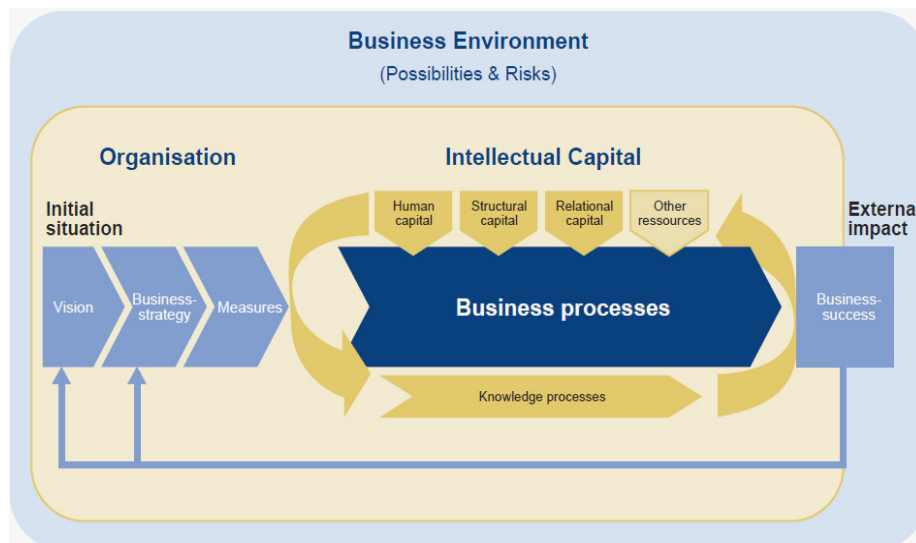 Business Environment
(Possibilities & Risks)
Organisation
Intellectual Capital
Initial
situation
Human
capital
Structural
capital
Relational
capital
Other
ressources
Externa
impact
Vision
Business-
strategy
Measures
Business processes
Business-
success
Knowledge processes